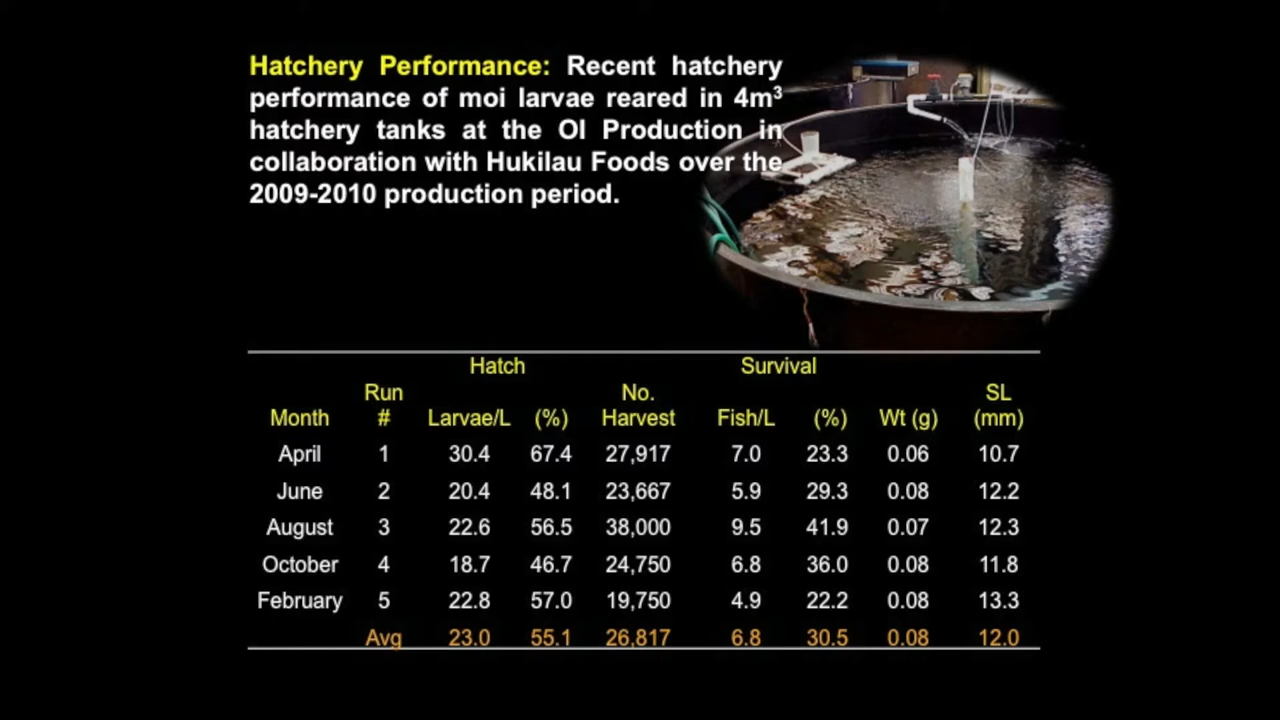 Hatchery Performance: Recent hatchery
performance of moi larvae reared in 4m³
hatchery tanks at the OI Production in
collaboration with Hukilau Foods over the
2009-2010 production period.
Hatch Survival
Run No. SL
Month # Larvae/L (%) Harvest Fish/L (%) Wt (g) (mm)
April 1 30.4 67.4 27,917 7.0 23.3 0.06 10.7
June 2 20.4 48.1 23,667 5.9 29.3 0.08 12.2
August 3 22.6 56.5 38,000 9.5 41.9 0.07 12.3
October 4 18.7 46.7 24,750 6.8 36.0 0.08 11.8
February 5 22.8 57.0 19,750 4.9 22.2 0.08 13.3
Avg 23.0 55.1 26,817 6.8 30.5 0.08 12.0